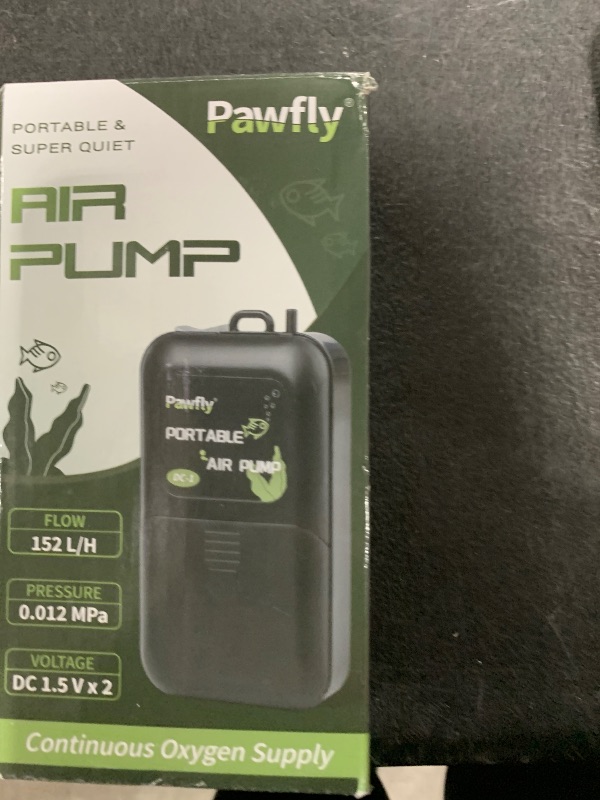 Pawfly®
PORTABLE &
SUPER QUIET
AIR
PUMP
Pawfly®
PORTABLE
AIR PUMP
DC-1
FLOW
152 L/H
PRESSURE
0.012 MPa
VOLTAGE
DC 1.5 V x 2
Continuous Oxygen Supply